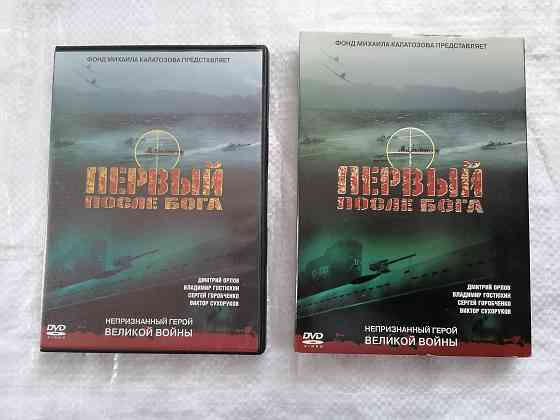 ФОНД МИХАИЛА КАЛАТОЗОВА ПРЕДСТАВЛЯЕТ
ПЕРВЫЙ
ПОСЛЕ БОГА
ДМИТРИЙ ОРЛОВ
ВЛАДИМИР ГОСТЮХИН
СЕРГЕЙ ГОРОБЧЕНКО
ВИКТОР СУХОРУКОВ
НЕПРИЗНАННЫЙ ГЕРОЙ
ВЕЛИКОЙ ВОЙНЫ
DVD
VIDEO
ФОНД МИХАИЛА КАЛАТОЗОВА ПРЕДСТАВЛЯЕТ
ПЕРВЫЙ
ПОСЛЕ БОГА
ДМИТРИЙ ОРЛОВ
ВЛАДИМИР ГОСТЮХИН
СЕРГЕЙ ГОРОБЧЕНКО
ВИКТОР СУХОРУКОВ
НЕПРИЗНАННЫЙ ГЕРОЙ
ВЕЛИКОЙ ВОЙНЫ
DVD
VIDEO